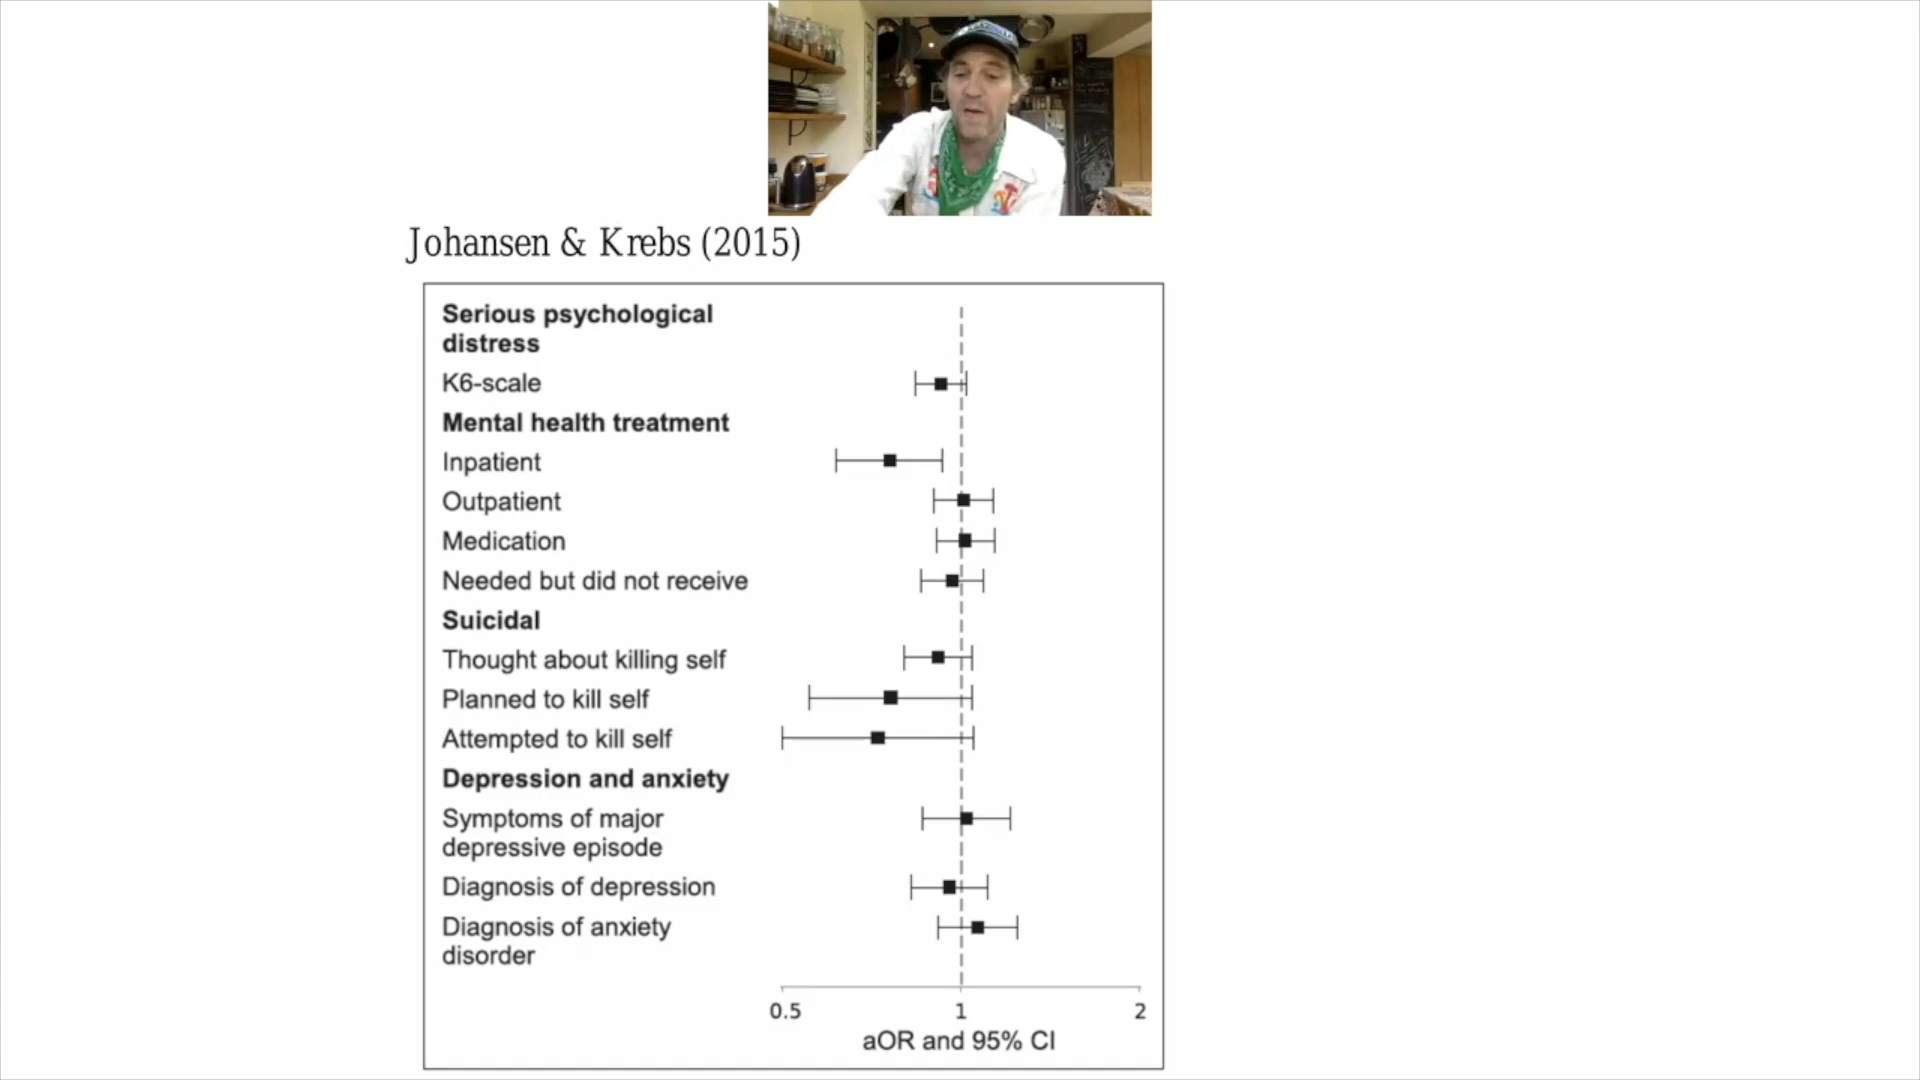 Johansen & Krebs (2015)
Serious psychological
distress
K6-scale
Mental health treatment
Inpatient
Outpatient
Medication
Needed but did not receive
Suicidal
Thought about killing self
Planned to kill self
Attempted to kill self
Depression and anxiety
Symptoms of major
depressive episode
Diagnosis of depression
Diagnosis of anxiety
disorder
0.5 1 2
aOR and 95% CI